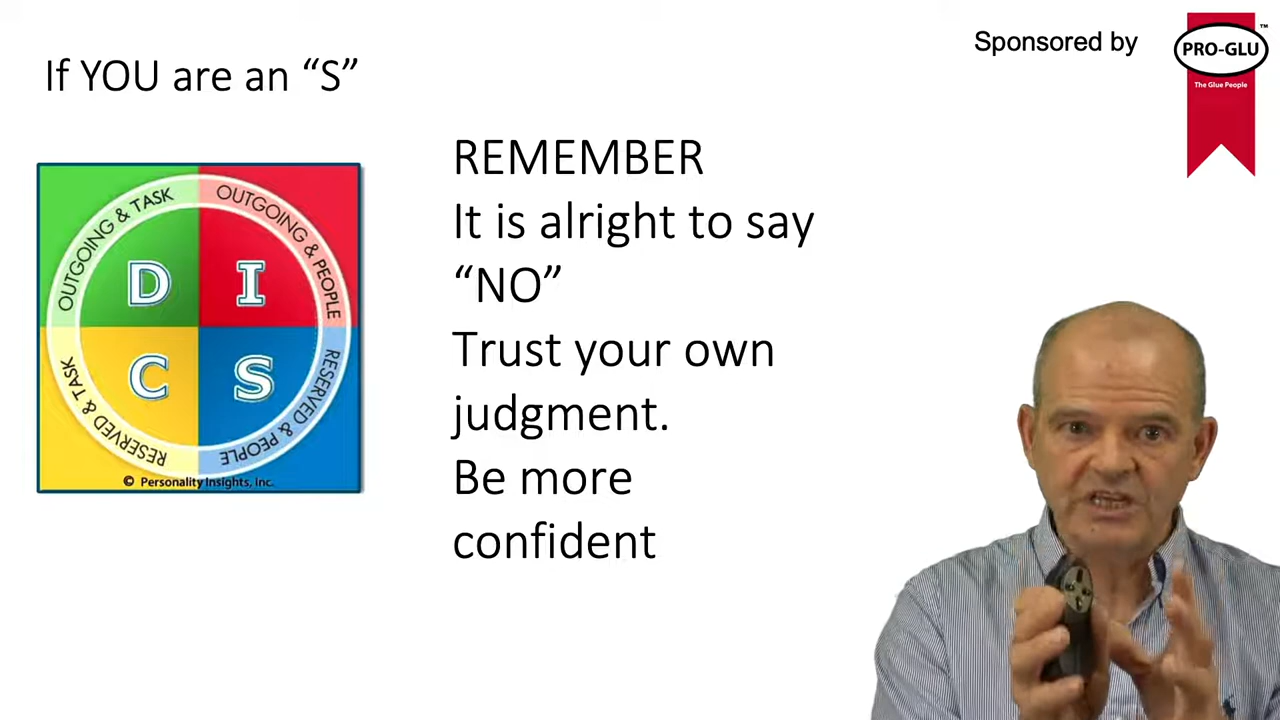 Sponsored by
PRO-GLU
™
The Glue People
If YOU are an “S”
REMEMBER
It is alright to say
“NO”
Trust your own
judgment.
Be more
confident
OUTGOING & TASK
OUTGOING & PEOPLE
D
I
C
S
RESERVED & TASK
RESERVED & PEOPLE
© Personality Insights, Inc.